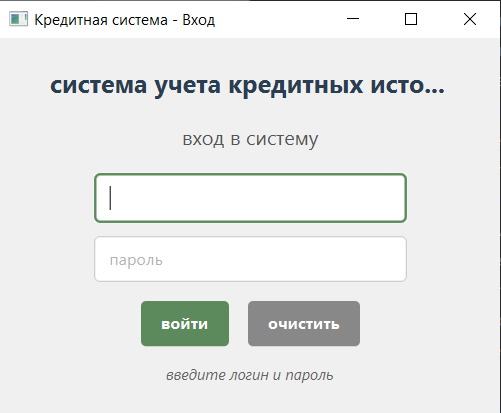 Кредитная система - Вход
система учета кредитных исто...
вход в систему
пароль
войти очистить
введите логин и пароль